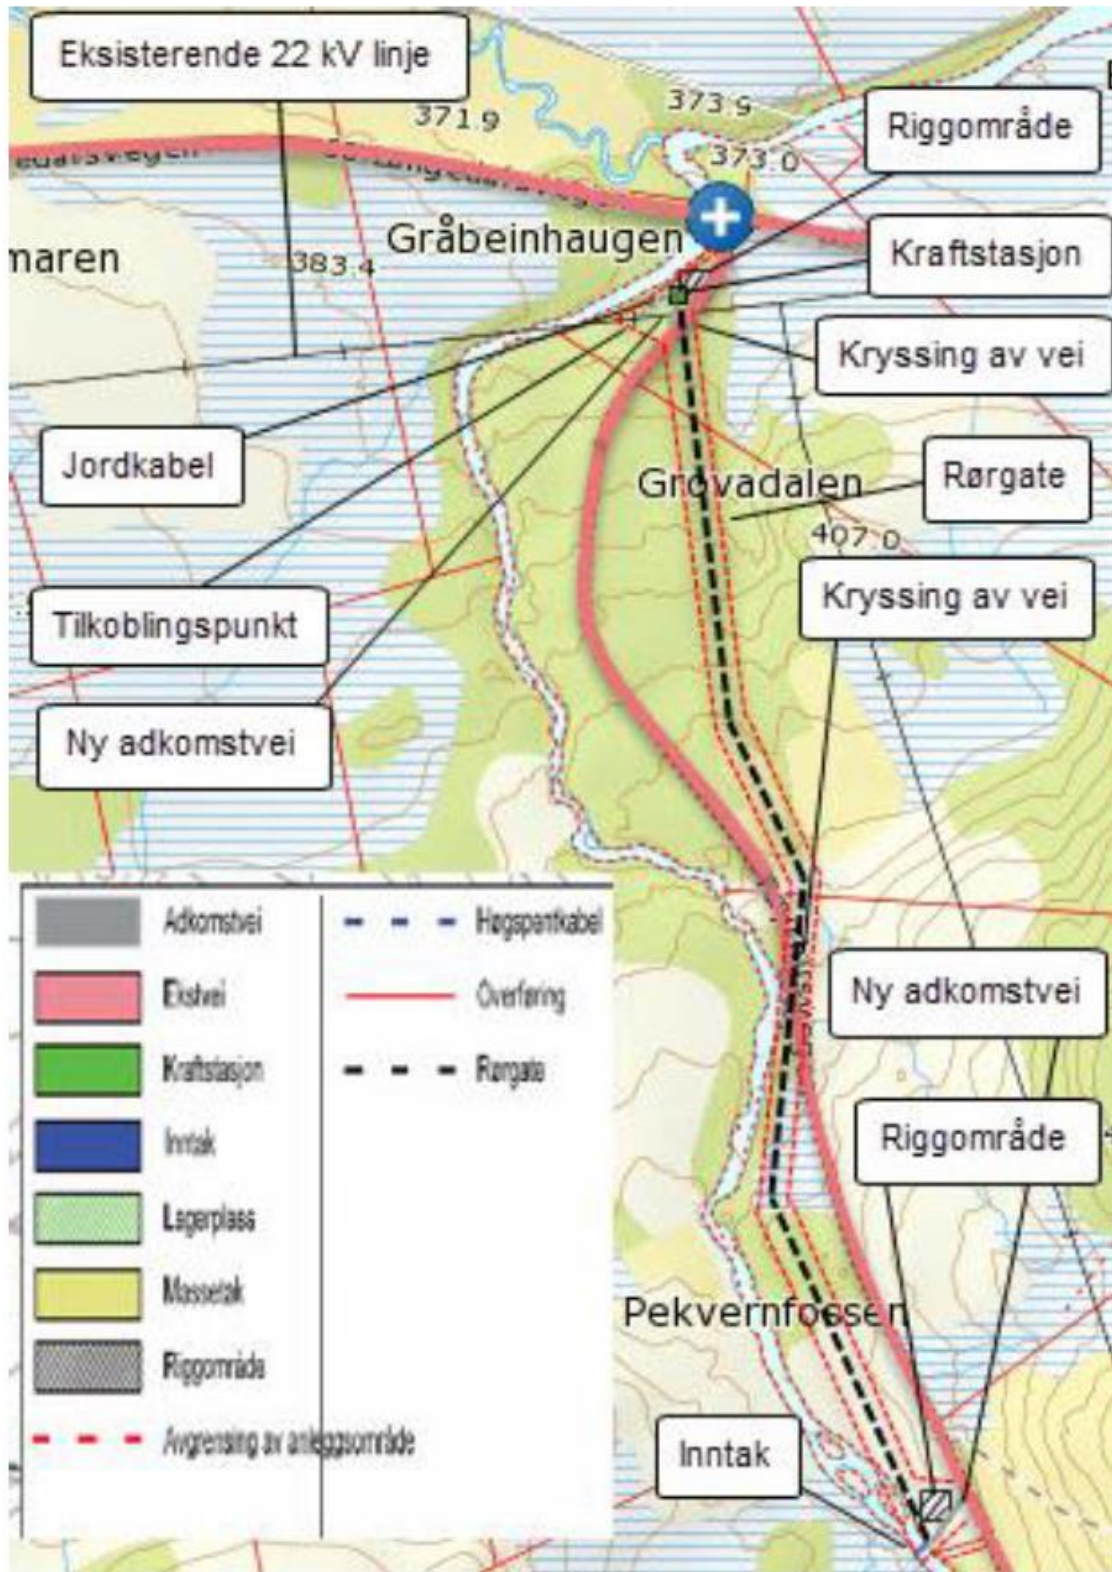 Eksisterende 22 kV linje
371.9
373.9
Riggområde
373.0
Gråbeinhaugen
maren
383.4
Kraftstasjon
Kryssing av vei
Jordkabel
Grovadalen
Rørgate
407.0
Kryssing av vei
Tilkoblingspunkt
Ny adkomstvei
Ny adkomstvei
Riggområde
Pekvernfossen
Inntak
Adkomstvei
Ekstvei
Kraftstasjon
Inntak
Lagerplass
Massetak
Riggområde
Avgrensing av anleggsområde
Høgspentkabel
Overføring
Rørgate